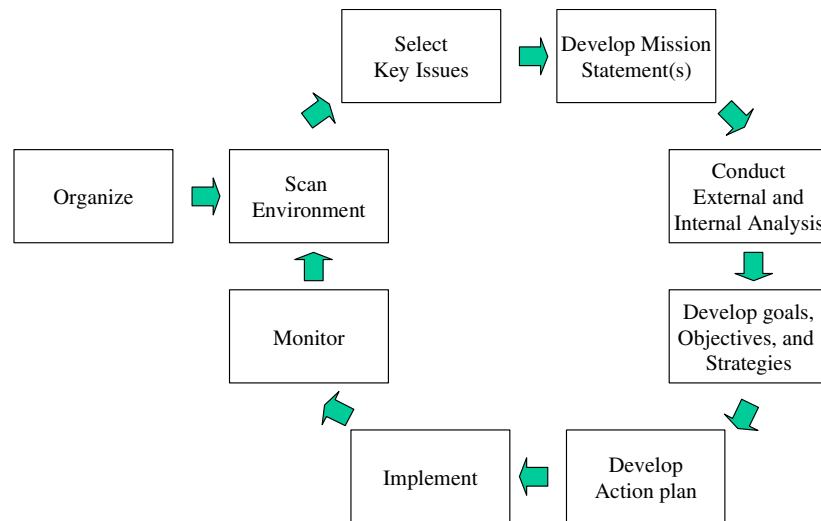 Organize
Scan
Environment
Select
Key Issues
Develop Mission
Statement(s)
Conduct
External and
Internal Analysis
Develop goals,
Objectives, and
Strategies
Develop
Action plan
Implement
Monitor